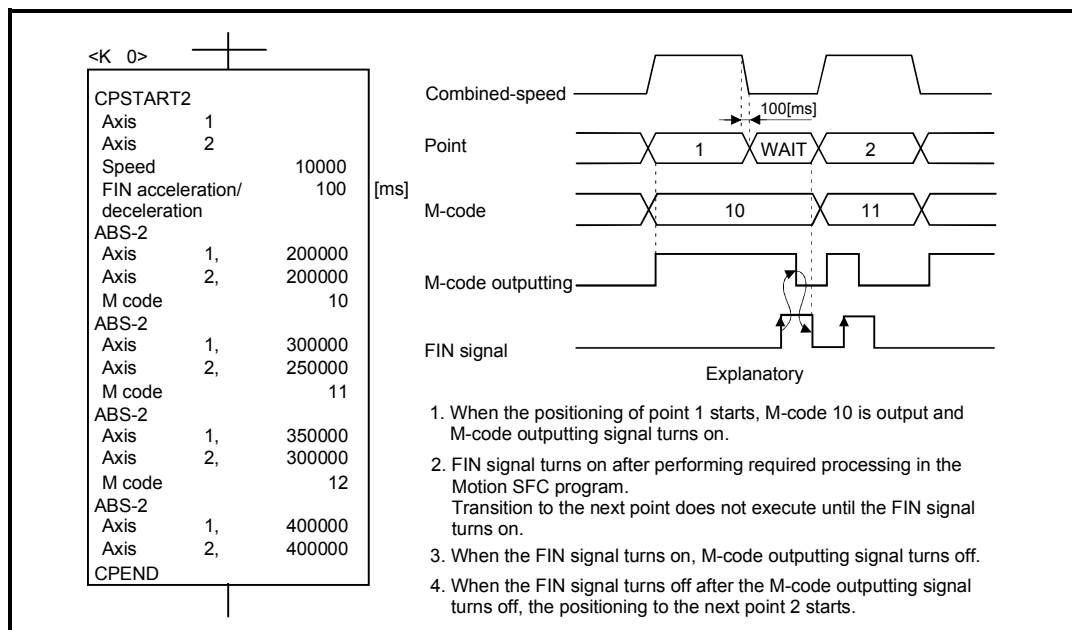 <K 0>
CPSTART2
Axis 1
Axis 2
Speed 10000
FIN acceleration/ 100 [ms]
deceleration
ABS-2
Axis 1, 200000
Axis 2, 200000
M code 10
ABS-2
Axis 1, 300000
Axis 2, 250000
M code 11
ABS-2
Axis 1, 350000
Axis 2, 300000
M code 12
ABS-2
Axis 1, 400000
Axis 2, 400000
CPEND
Combined-speed
100[ms]
Point 1 WAIT 2
M-code 10 11
M-code outputting
FIN signal
Explanatory
1. When the positioning of point 1 starts, M-code 10 is output and
M-code outputting signal turns on.
2. FIN signal turns on after performing required processing in the
Motion SFC program.
Transition to the next point does not execute until the FIN signal
turns on.
3. When the FIN signal turns on, M-code outputting signal turns off.
4. When the FIN signal turns off after the M-code outputting signal
turns off, the positioning to the next point 2 starts.